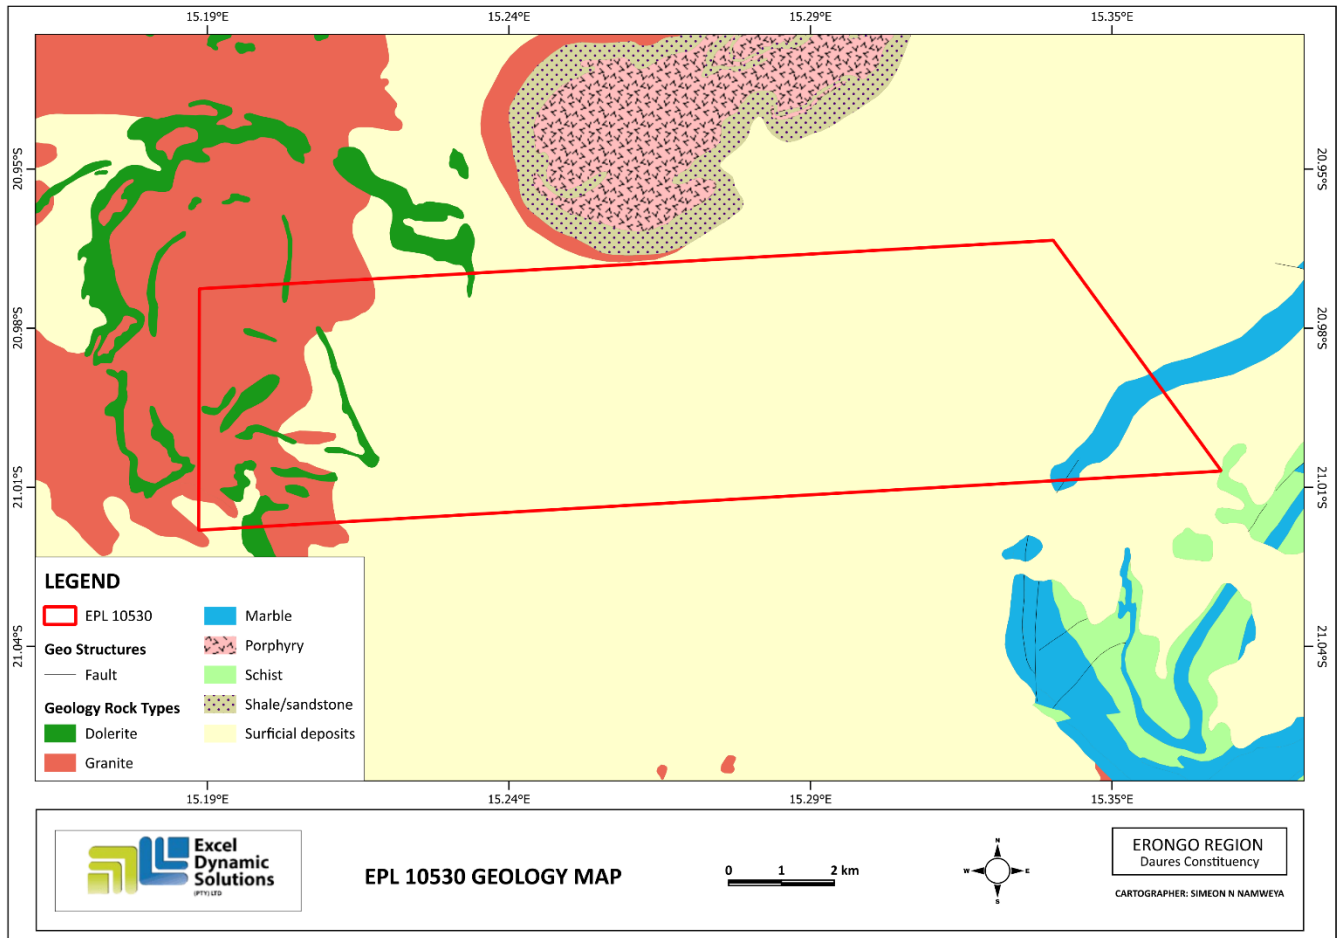 15.19°E 15.24°E 15.29°E 15.35°E
20.95°S 20.95°S
20.98°S 20.98°S
21.01°S 21.01°S
21.04°S 21.04°S
LEGEND
EPL 10530
Geo Structures
Fault
Geology Rock Types
Dolerite
Granite
Marble
Porphyry
Schist
Shale/sandstone
Surficial deposits
15.19°E 15.24°E 15.29°E 15.35°E
Excel
Dynamic
Solutions
(PTY) LTD
EPL 10530 GEOLOGY MAP
0 1 2 km
N
W E
S
ERONGO REGION
Daures Constituency
CARTOGRAPHER: SIMEON N NAMWEYA